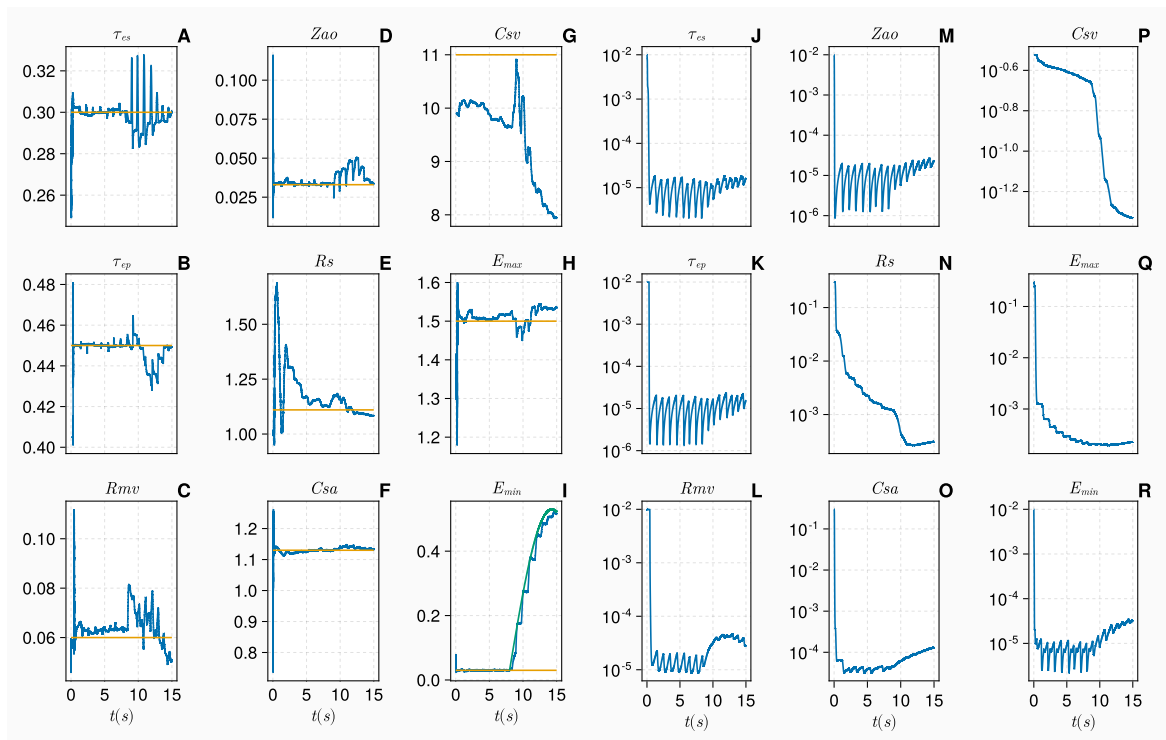 τes A
0.32
0.30
0.28
0.26
Zao D
0.100
0.075
0.050
0.025
Csv G
11
10
9
8
τes J
10-2
10-3
10-4
10-5
Zao M
10-2
10-3
10-4
10-5
10-6
Csv P
10-0.6
10-0.8
10-1.0
10-1.2
τep B
0.48
0.46
0.44
0.42
0.40
Rs E
1.50
1.25
1.00
Emax H
1.6
1.5
1.4
1.3
1.2
τep K
10-2
10-3
10-4
10-5
10-6
Rs N
10-1
10-2
10-3
Emax Q
10-1
10-2
10-3
Rmv C
0.10
0.08
0.06
0 5 10 15
t(s)
Csa F
1.2
1.1
1.0
0.9
0.8
0 5 10 15
t(s)
Emin I
0.4
0.2
0.0
0 5 10 15
t(s)
Rmv L
10-2
10-3
10-4
10-5
0 5 10 15
t(s)
Csa O
10-1
10-2
10-3
10-4
0 5 10 15
t(s)
Emin R
10-2
10-3
10-4
10-5
0 5 10 15
t(s)